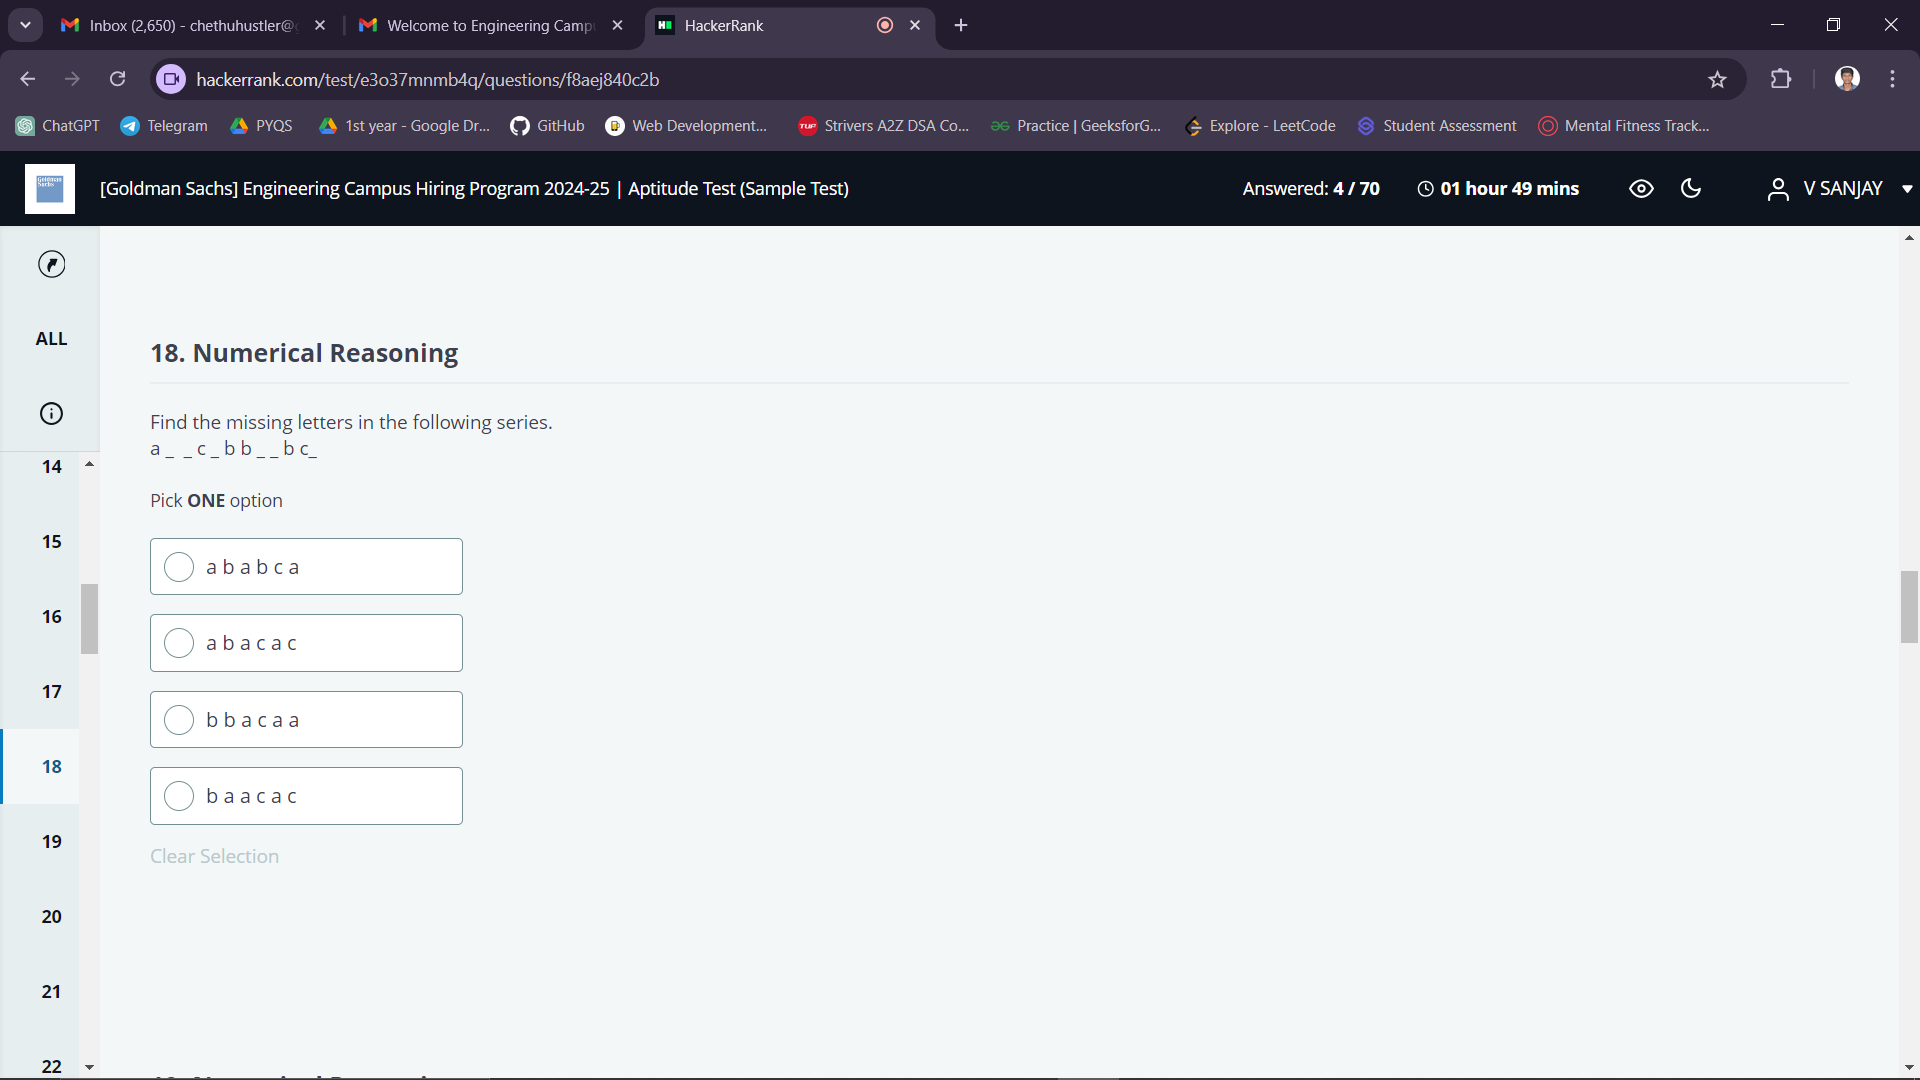 Inbox (2,650) - chethuhustler@
Welcome to Engineering Camp
HackerRank
hackerrank.com/test/e3o37mnmb4q/questions/f8aej840c2b
ChatGPT
Telegram
PYQS
1st year - Google Dr...
GitHub
Web Development...
TUF
Strivers A2Z DSA Co...
Practice | GeeksforG...
Explore - LeetCode
Student Assessment
Mental Fitness Track...
Goldman
Sachs
[Goldman Sachs] Engineering Campus Hiring Program 2024-25 | Aptitude Test (Sample Test)
Answered: 4 / 70
01 hour 49 mins
V SANJAY
ALL
14
15
16
17
18
19
20
21
22
18. Numerical Reasoning
Find the missing letters in the following series.
a _ _ c _ b b _ _ b c_
Pick ONE option
a b a b c a
a b a c a c
b b a c a a
b a a c a c
Clear Selection